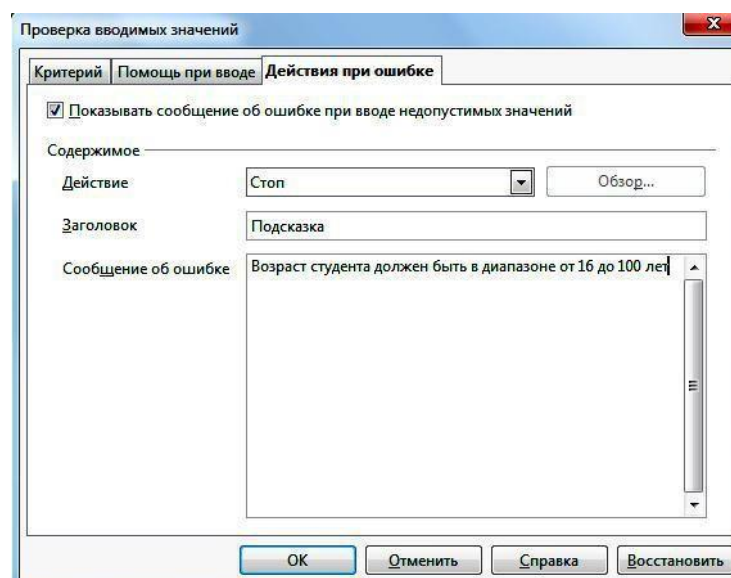 Проверка вводимых значений
Критерий Помощь при вводе Действия при ошибке
Показывать сообщение об ошибке при вводе недопустимых значений
Содержимое
Действие Стоп Обзор...
Заголовок Подсказка
Сообщение об ошибке Возраст студента должен быть в диапазоне от 16 до 100 лет
OK Отменить Справка Восстановить